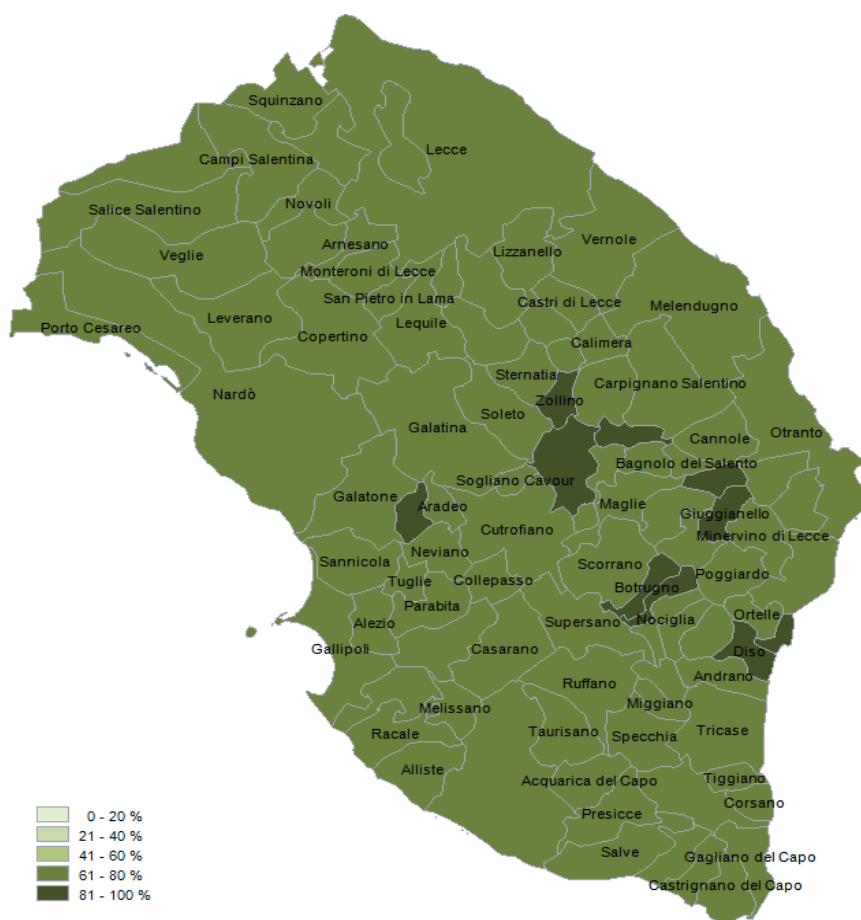 Squinzano
Lecce
Campi Salentina
Novoli
Salice Salentino
Arnesano
Vernole
Lizzanello
Veglie
Monteroni di Lecce
San Pietro in Lama
Castri di Lecce
Melendugno
Leverano
Lequile
Porto Cesareo
Copertino
Calimera
Sternatia
Carpignano Salentino
Nardò
Zollino
Soleto
Galatina
Otranto
Cannole
Bagnolo del Salento
Sogliano Cavour
Galatone
Maglie
Aradeo
Giuggianello
Cutrofiano
Minervino di Lecce
Neviano
Sannicola
Scorrano
Poggiardo
Tuglie
Collepasso
Botrugno
Parabita
Ortelle
Alezio
Supersano
Nociglia
Gallipoli
Casarano
Diso
Andrano
Ruffano
Miggiano
Melissano
Racale
Taurisano
Specchia
Tricase
Alliste
Acquarica del Capo
Tiggiano
Corsano
Presicce
Salve
Gagliano del Capo
Castrignano del Capo
0 - 20 %
21 - 40 %
41 - 60 %
61 - 80 %
81 - 100 %